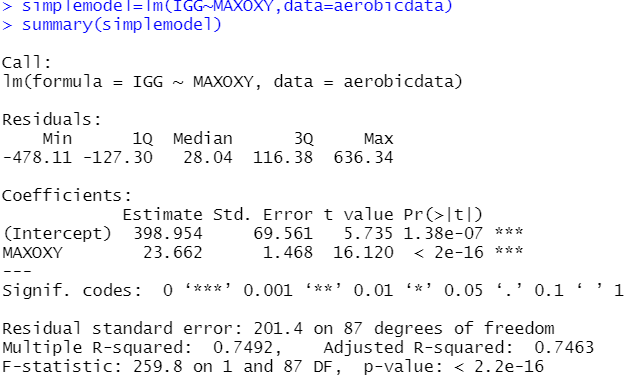 > simplemodel=lm(IGG~MAXOXY,data=aerobicdata)
> summary(simplemodel)

Call:
lm(formula = IGG ~ MAXOXY, data = aerobicdata)

Residuals:
    Min      1Q  Median      3Q     Max
-478.11 -127.30   28.04  116.38  636.34

Coefficients:
            Estimate Std. Error t value Pr(>|t|)
(Intercept)  398.954     69.561   5.735 1.38e-07 ***
MAXOXY        23.662      1.468  16.120  < 2e-16 ***
---
Signif. codes:  0 ‘***’ 0.001 ‘**’ 0.01 ‘*’ 0.05 ‘.’ 0.1 ‘ ’ 1

Residual standard error: 201.4 on 87 degrees of freedom
Multiple R-squared:  0.7492,    Adjusted R-squared:  0.7463
F-statistic: 259.8 on 1 and 87 DF,  p-value: < 2.2e-16